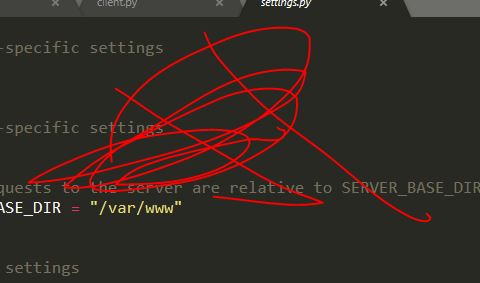 client.py settings.py
-specific settings
-specific settings
quests to the server are relative to SERVER_BASE_DIR
ASE_DIR = "/var/www"
settings